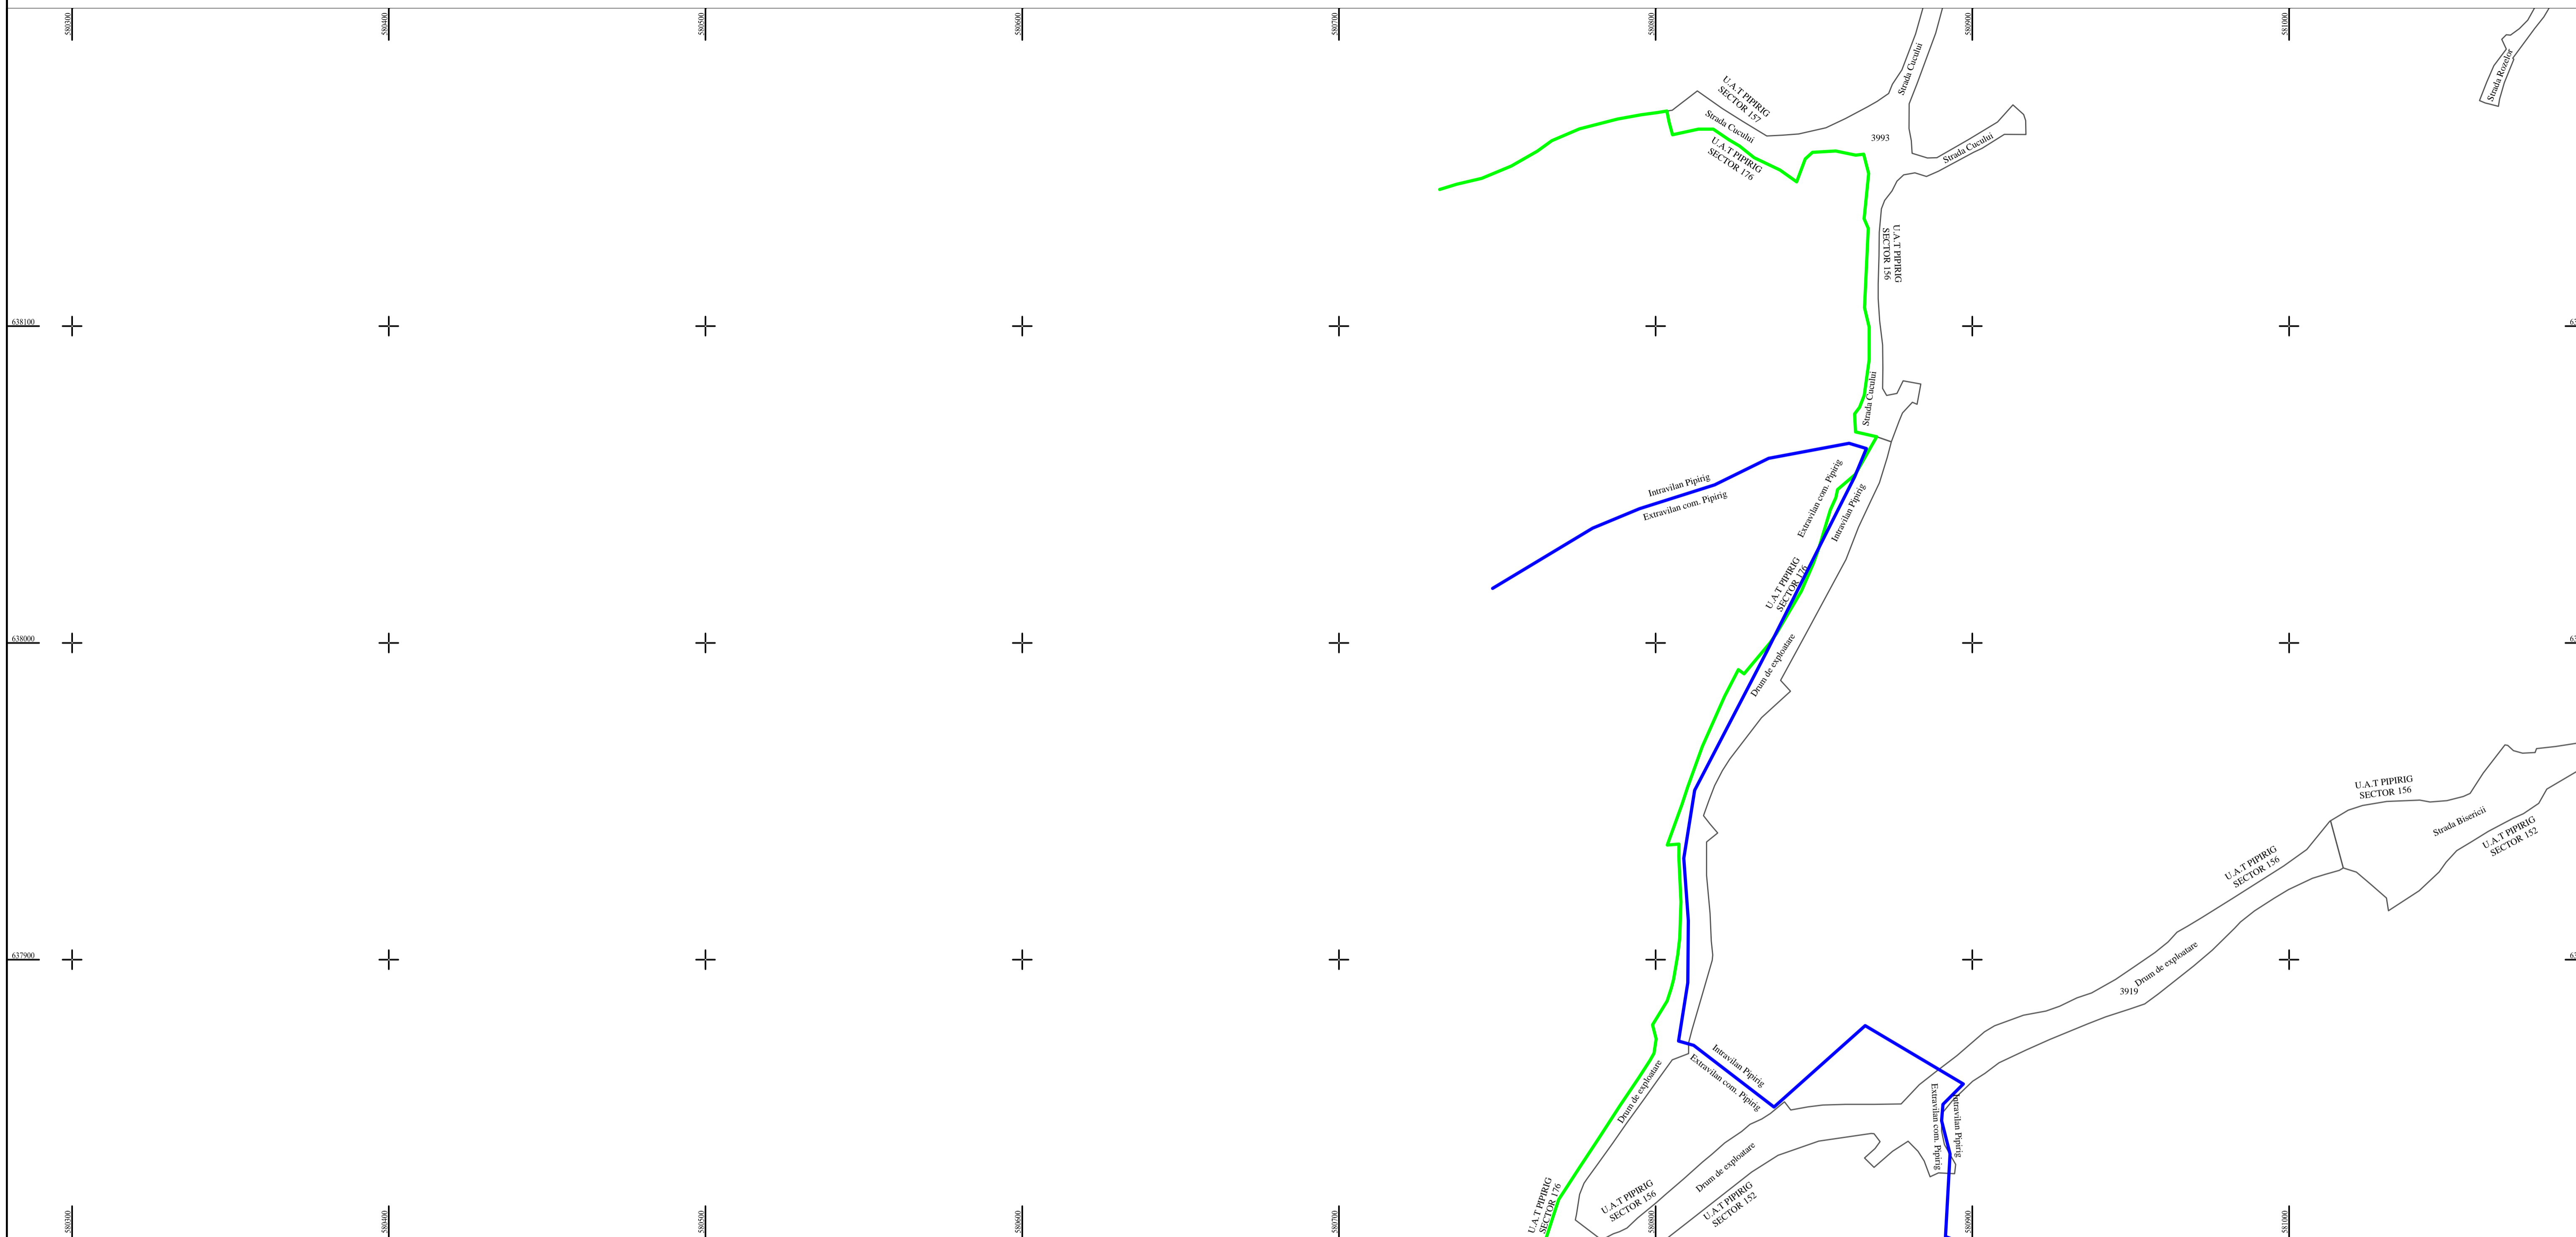 580300
580400
580500
580600
580700
580800
580900
581000
Strada Cucului
Strada Rozelor
U.A.T PIPIRIG
SECTOR 157
Strada Cucului
3993
U.A.T PIPIRIG
SECTOR 176
Strada Cucului
U.A.T PIPIRIG
SECTOR 156
638100
Strada Cucului
Intravilan Pipirig
Extravilan com. Pipirig
Extravilan com. Pipirig
Intravilan Pipirig
U.A.T PIPIRIG
SECTOR 176
638000
Drum de exploatare
U.A.T PIPIRIG
SECTOR 156
Strada Bisericii
U.A.T PIPIRIG
SECTOR 152
U.A.T PIPIRIG
SECTOR 156
637900
Drum de exploatare
3919
Intravilan Pipirig
Extravilan com. Pipirig
Drum de exploatare
Extravilan com. Pipirig
Intravilan Pipirig
Drum de exploatare
U.A.T PIPIRIG
SECTOR 176
U.A.T PIPIRIG
SECTOR 156
U.A.T PIPIRIG
SECTOR 152
580300
580400
580500
580600
580700
580800
580900
581000